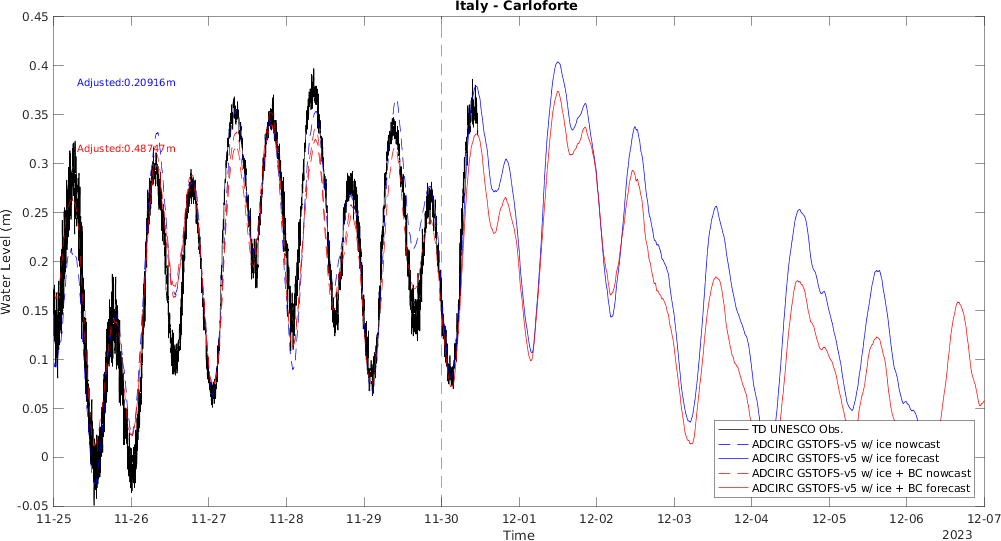 Italy - Carloforte
Water Level (m)
0.45
0.4
0.35
0.3
0.25
0.2
0.15
0.1
0.05
0
-0.05
Adjusted:0.20916m
Adjusted:0.48747m
TD UNESCO Obs.
ADCIRC GSTOFS-v5 w/ ice nowcast
ADCIRC GSTOFS-v5 w/ ice forecast
ADCIRC GSTOFS-v5 w/ ice + BC nowcast
ADCIRC GSTOFS-v5 w/ ice + BC forecast
11-25 11-26 11-27 11-28 11-29 11-30 12-01 12-02 12-03 12-04 12-05 12-06 12-07
Time
2023